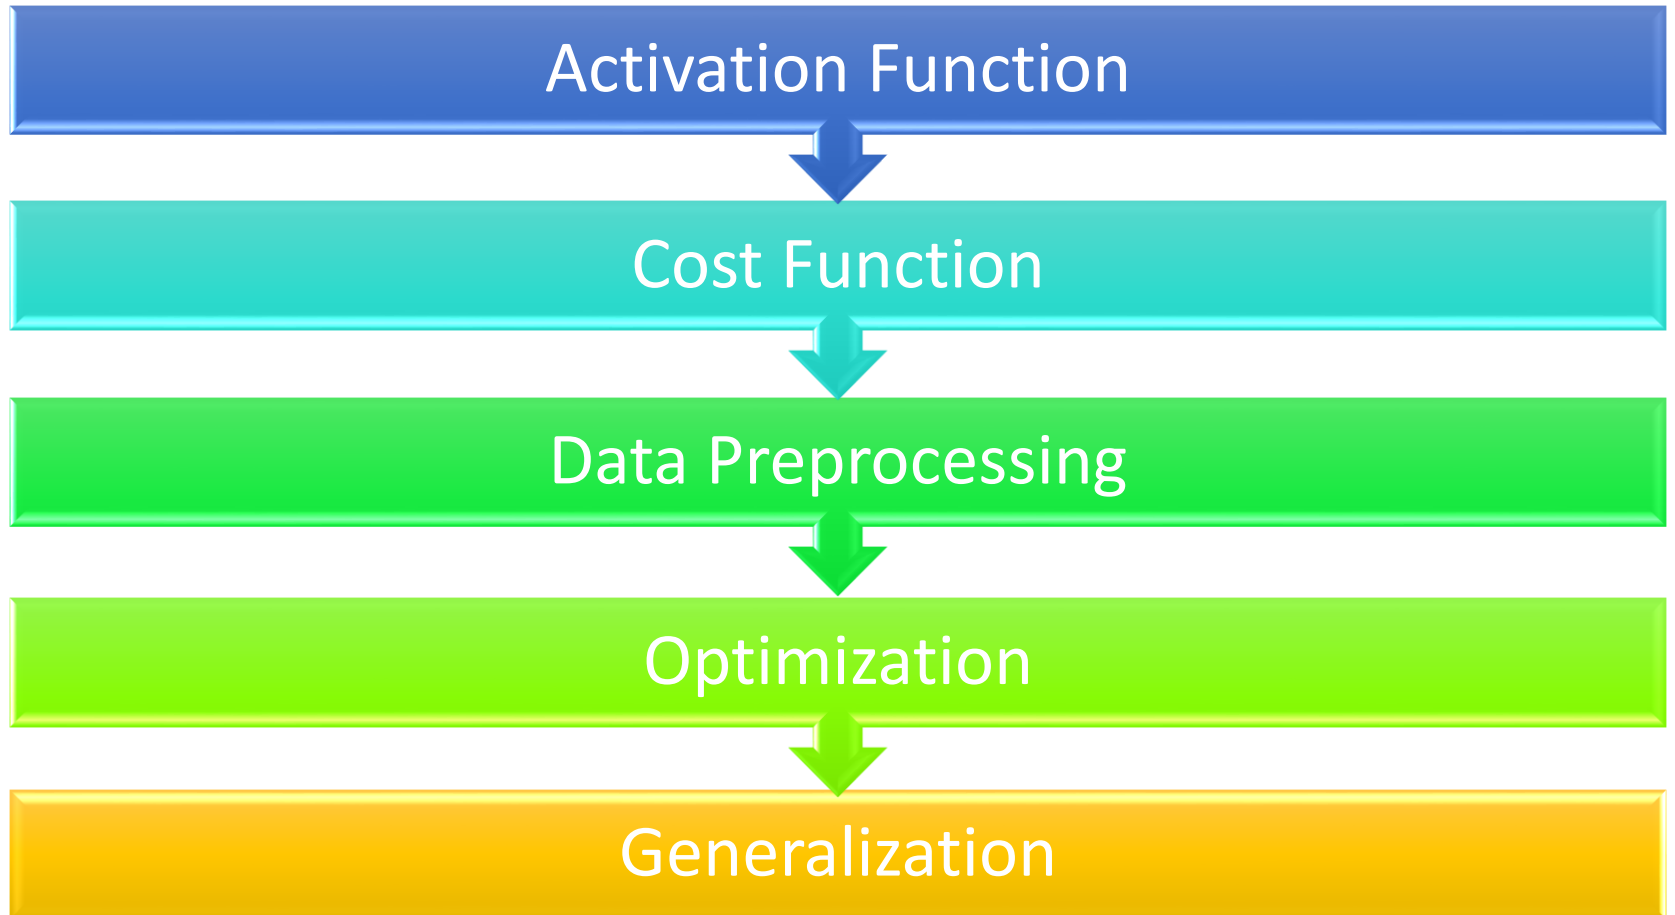 Activation Function
Cost Function
Data Preprocessing
Optimization
Generalization